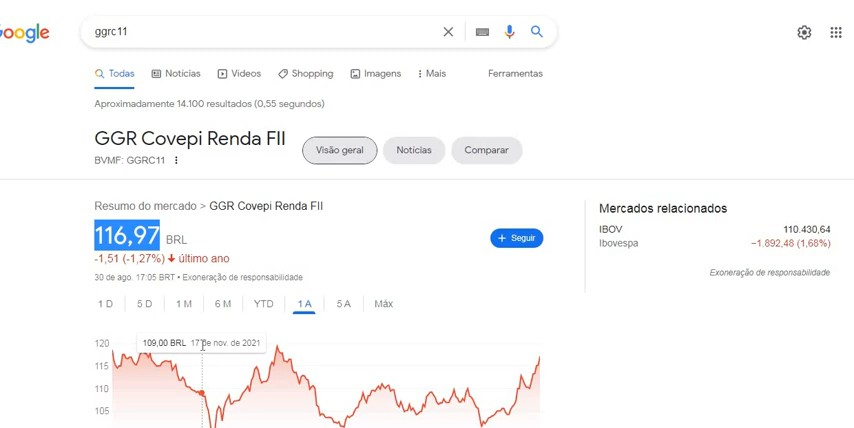 Google
ggrc11
Todas Notícias Vídeos Shopping Imagens Mais Ferramentas
Aproximadamente 14.100 resultados (0,55 segundos)
GGR Covepi Renda FII
BVMF: GGRC11
Visão geral Notícias Comparar
Resumo do mercado > GGR Covepi Renda FII
116,97 BRL
+ Seguir
-1,51 (-1,27%) último ano
30 de ago. 17:05 BRT • Exoneração de responsabilidade
1 D 5 D 1 M 6 M YTD 1 A 5 A Máx
120
109,00 BRL 17 de nov. de 2021
115
110
105
Mercados relacionados
IBOV 110.430,64
Ibovespa −1.892,48 (1,68%)
Exoneração de responsabilidade